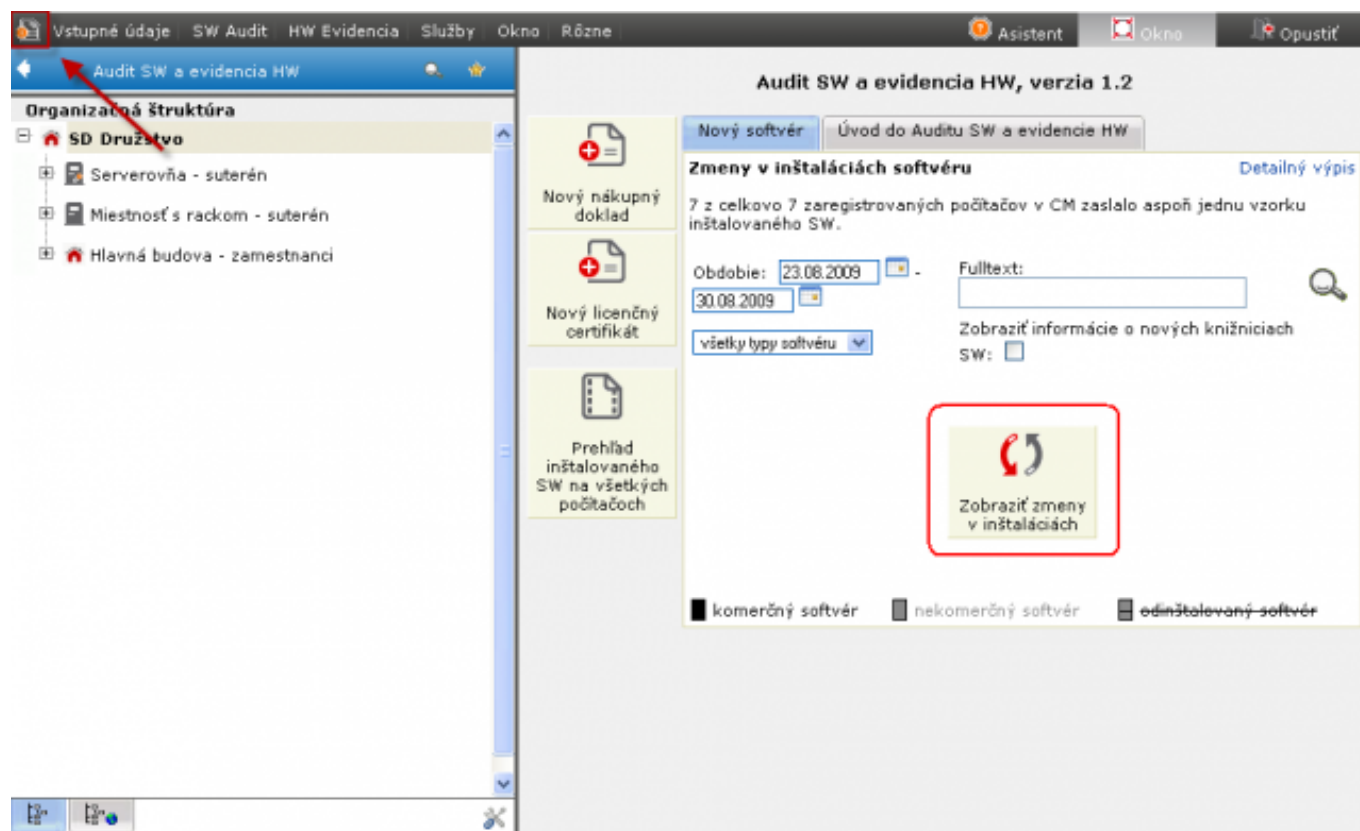 Vstupné údaje SW Audit HW Evidencia Služby Okno Rôzne Asistent Okno Opustiť
Audit SW a evidencia HW
Organizačná štruktúra
SD Družstvo
Serverovňa - suterén
Miestnosť s rackom - suterén
Hlavná budova - zamestnanci
Audit SW a evidencia HW, verzia 1.2
Nový nákupný
doklad
Nový licenčný
certifikát
Prehľad
inštalovaného
SW na všetkých
počítačoch
Nový softvér Úvod do Auditu SW a evidencie HW
Zmeny v inštaláciách softvéru Detailný výpis
7 z celkovo 7 zaregistrovaných počítačov v CM zaslalo aspoň jednu vzorku
inštalovaného SW.
Obdobie: 23.08.2009 - Fulltext:
30.08.2009
všetky typy softvéru Zobraziť informácie o nových knižniciach
SW:
Zobraziť zmeny
v inštaláciách
komerčný softvér nekomerčný softvér odinštalovaný softvér